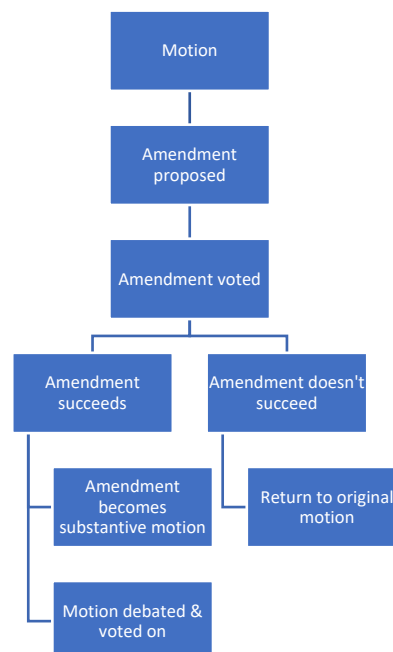 Motion
Amendment
proposed
Amendment voted
Amendment
succeeds
Amendment doesn't
succeed
Amendment
becomes
substantive motion
Return to original
motion
Motion debated &
voted on